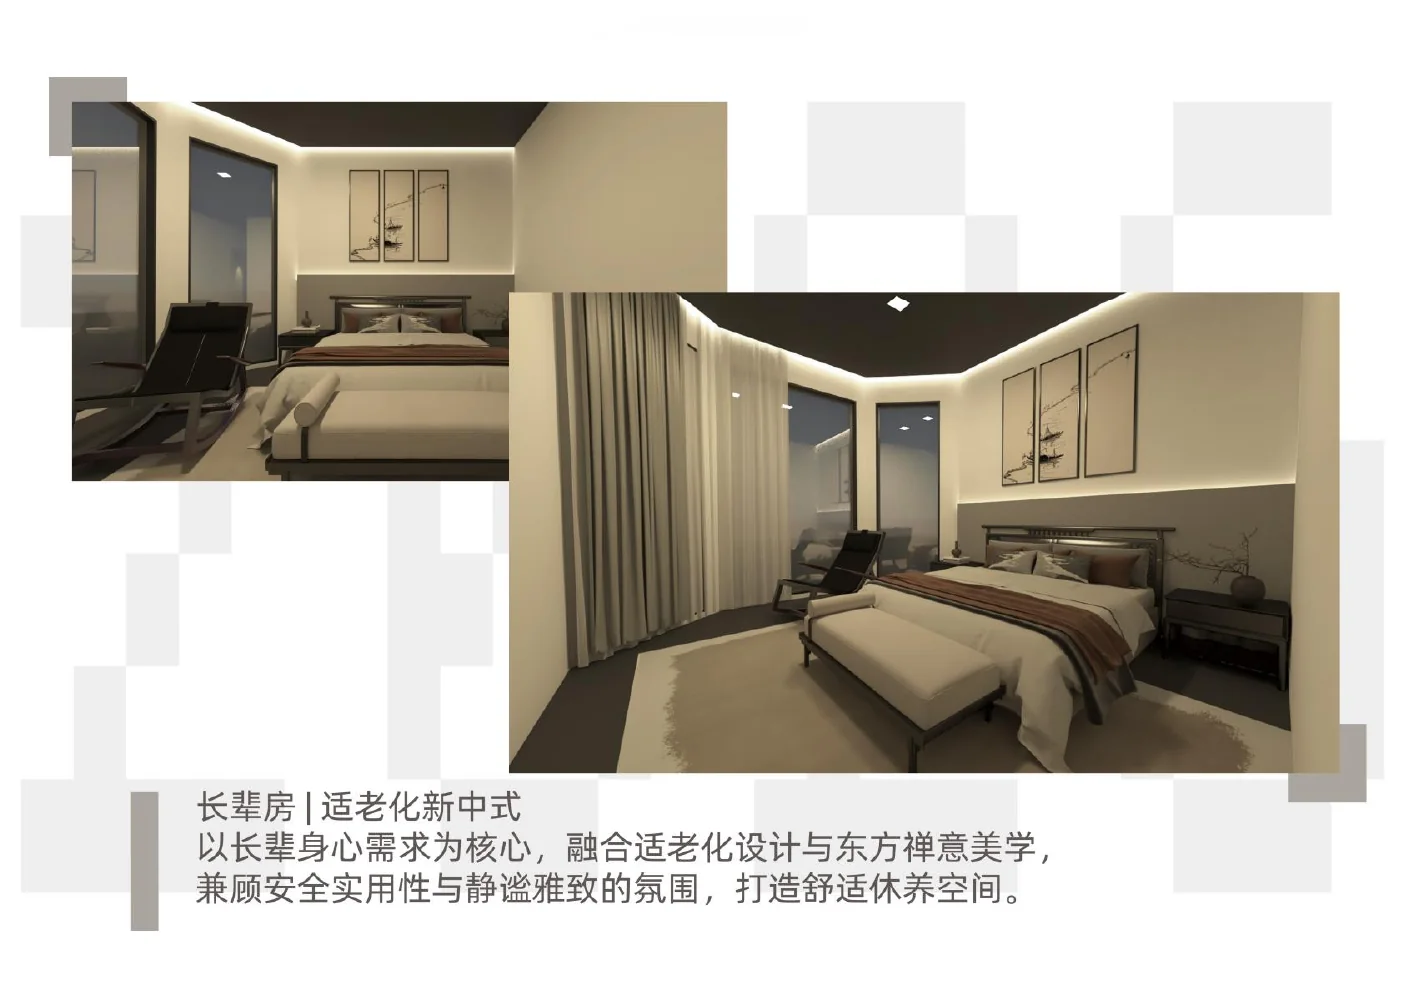 长辈房 | 适老化新中式
以长辈身心需求为核心，融合适老化设计与东方禅意美学，
兼顾安全实用性与静谧雅致的氛围，打造舒适休养空间。